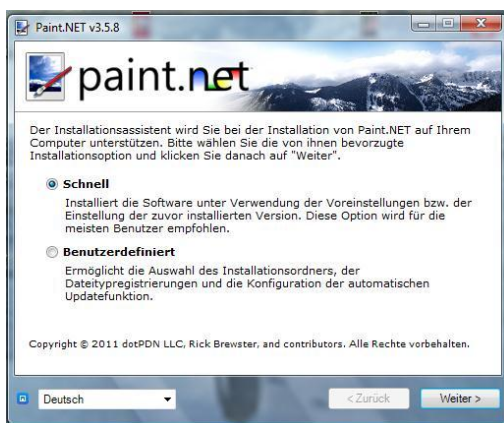 Paint.NET v3.5.8
paint.net
Der Installationsassistent wird Sie bei der Installation von Paint.NET auf Ihrem
Computer unterstützen. Bitte wählen Sie die von ihnen bevorzugte
Installationsoption und klicken Sie danach auf "Weiter".
Schnell
Installiert die Software unter Verwendung der Voreinstellungen bzw. der
Einstellung der zuvor installierten Version. Diese Option wird für die
meisten Benutzer empfohlen.
Benutzerdefiniert
Ermöglicht die Auswahl des Installationsordners, der
Dateitypregistrierungen und die Konfiguration der automatischen
Updatefunktion.
Copyright © 2011 dotPDN LLC, Rick Brewster, and contributors. Alle Rechte vorbehalten.
Deutsch
< Zurück
Weiter >